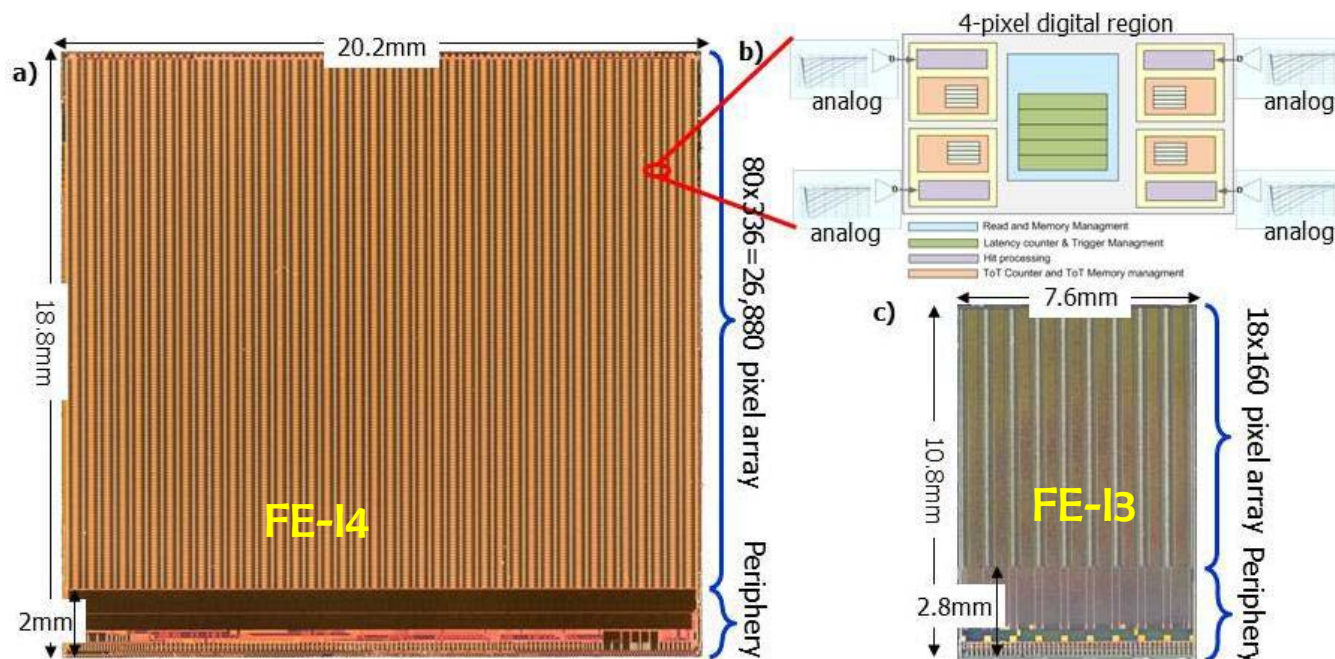 a)
20.2mm
18.8mm
80x336=26,880 pixel array
FE-I4
2mm
Periphery
b)
4-pixel digital region
analog
analog
analog
analog
Read and Memory Managment
Latency counter & Trigger Managment
Hit processing
ToT Counter and ToT Memory managment
c)
7.6mm
10.8mm
18x160 pixel array
FE-I3
2.8mm
Periphery